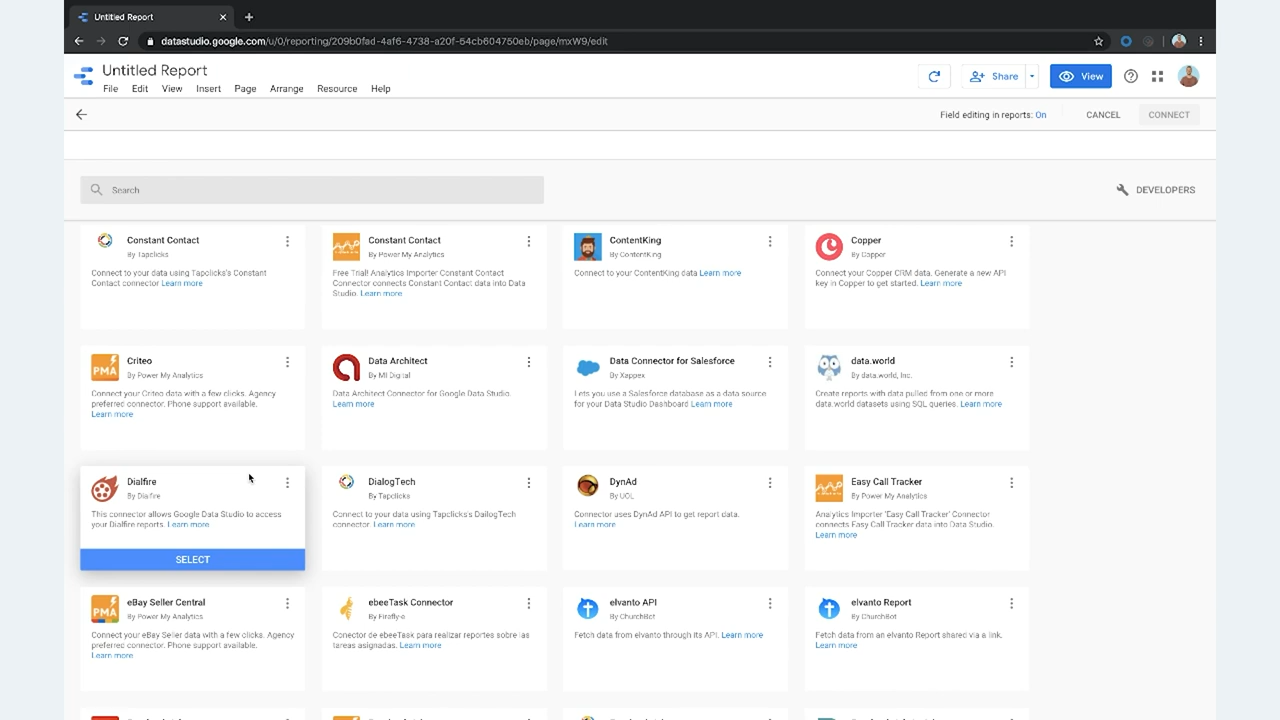 Untitled Report
datastudio.google.com/u/0/reporting/209b0fad-4af6-4738-a20f-54cb604750eb/page/mxW9/edit
Untitled Report
File Edit View Insert Page Arrange Resource Help
Share
View
Field editing in reports: On
CANCEL
CONNECT
Search
DEVELOPERS
Constant Contact
By Tapclicks
Connect to your data using Tapclicks's Constant
Contact connector Learn more
Constant Contact
By Power My Analytics
Free Trial! Analytics Importer Constant Contact
Connector connects Constant Contact data into Data
Studio. Learn more
ContentKing
By ContentKing
Connect to your ContentKing data Learn more
Copper
By Copper
Connect your Copper CRM data. Generate a new API
key in Copper to get started. Learn more
PMA
Criteo
By Power My Analytics
Connect your Criteo data with a few clicks. Agency
preferred connector. Phone support available.
Learn more
Data Architect
By MI Digital
Data Architect Connector for Google Data Studio.
Learn more
Data Connector for Salesforce
By Xappex
Lets you use a Salesforce database as a data source
for your Data Studio Dashboard Learn more
data.world
By data.world, Inc.
Create reports with data pulled from one or more
data.world datasets using SQL queries. Learn more
Dialfire
By Dialfire
This connector allows Google Data Studio to access
your Dialfire reports. Learn more
SELECT
DialogTech
By Tapclicks
Connect to your data using Tapclicks's DailogTech
connector. Learn more
DynAd
By UOL
Connector uses DynAd API to get report data.
Learn more
Easy Call Tracker
By Power My Analytics
Analytics Importer 'Easy Call Tracker' Connector
connects Easy Call Tracker data into Data Studio.
Learn more
PMA
eBay Seller Central
By Power My Analytics
Connect your eBay Seller data with a few clicks. Agency
preferred connector. Phone support available.
Learn more
ebeeTask Connector
By Firefly-e
Conector de ebeeTask para realizar reportes sobre las
tareas asignadas. Learn more
elvanto API
By ChurchBot
Fetch data from elvanto through its API. Learn more
elvanto Report
By ChurchBot
Fetch data from an elvanto Report shared via a link.
Learn more